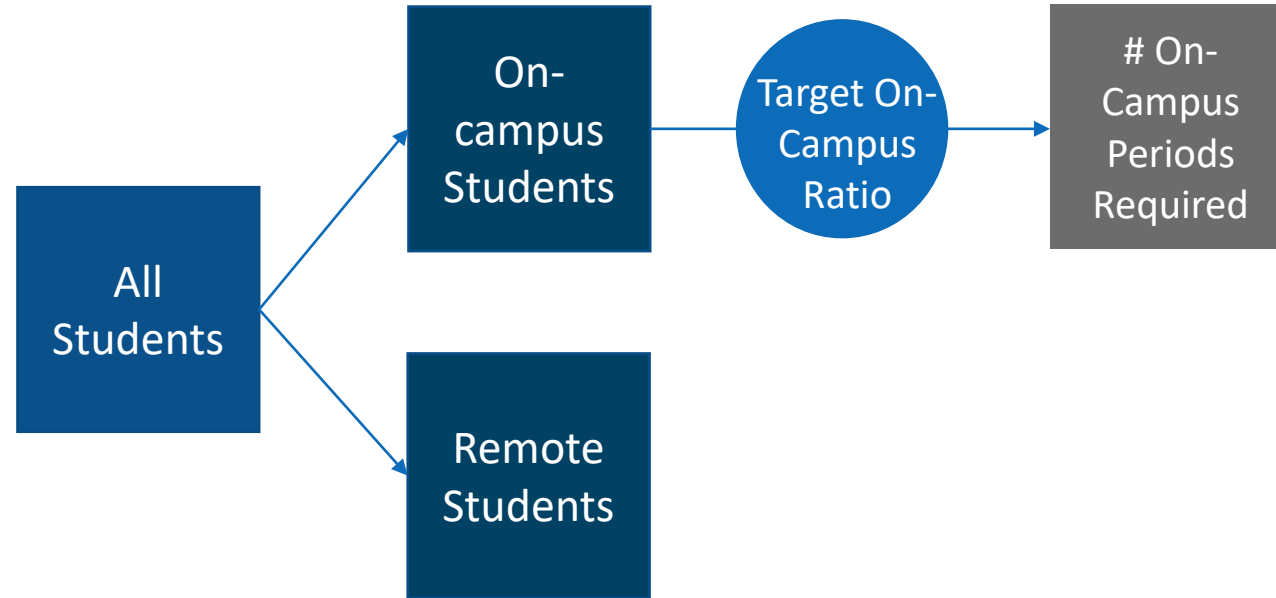 All
Students
On-
campus
Students
Target On-
Campus
Ratio
# On-
Campus
Periods
Required
Remote
Students